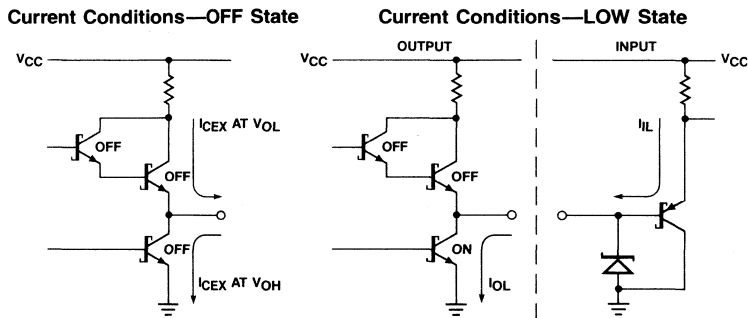 Current Conditions—OFF State
VCC
ICEX AT VOL
OFF
OFF
OFF
ICEX AT VOH
Current Conditions—LOW State
OUTPUT
INPUT
VCC
VCC
OFF
OFF
ON
IOL
IIL